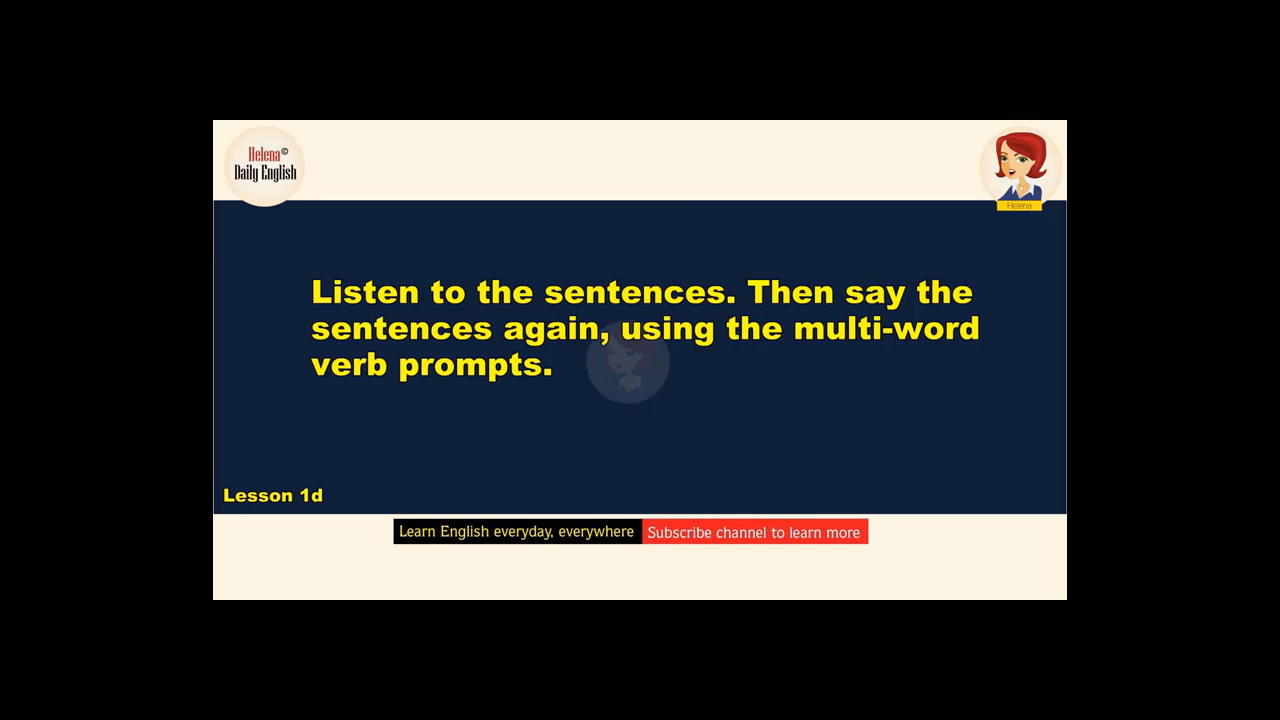 Helena©
Daily English
Helena
Listen to the sentences. Then say the
sentences again, using the multi-word
verb prompts.
Lesson 1d
Learn English everyday, everywhere
Subscribe channel to learn more